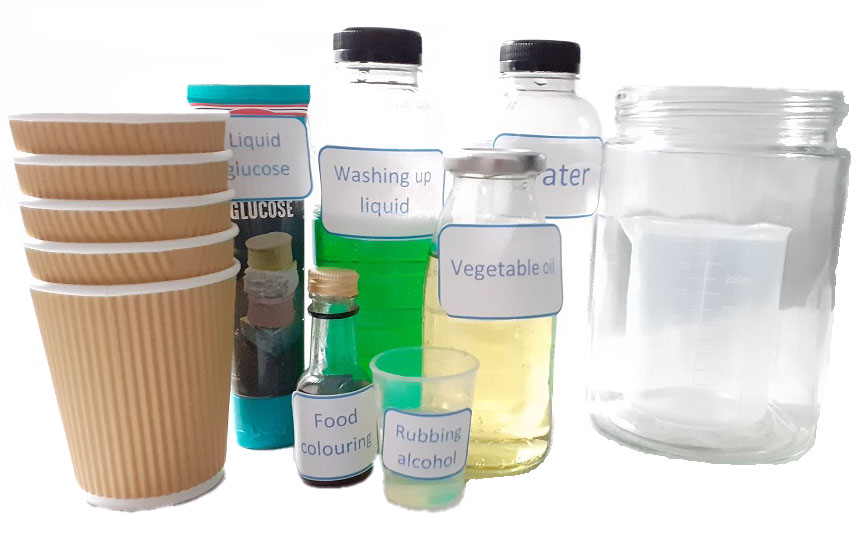 Liquid
glucose
GLUCOSE
Washing up
liquid
ater
Vegetable oil
Food
colouring
Rubbing
alcohol